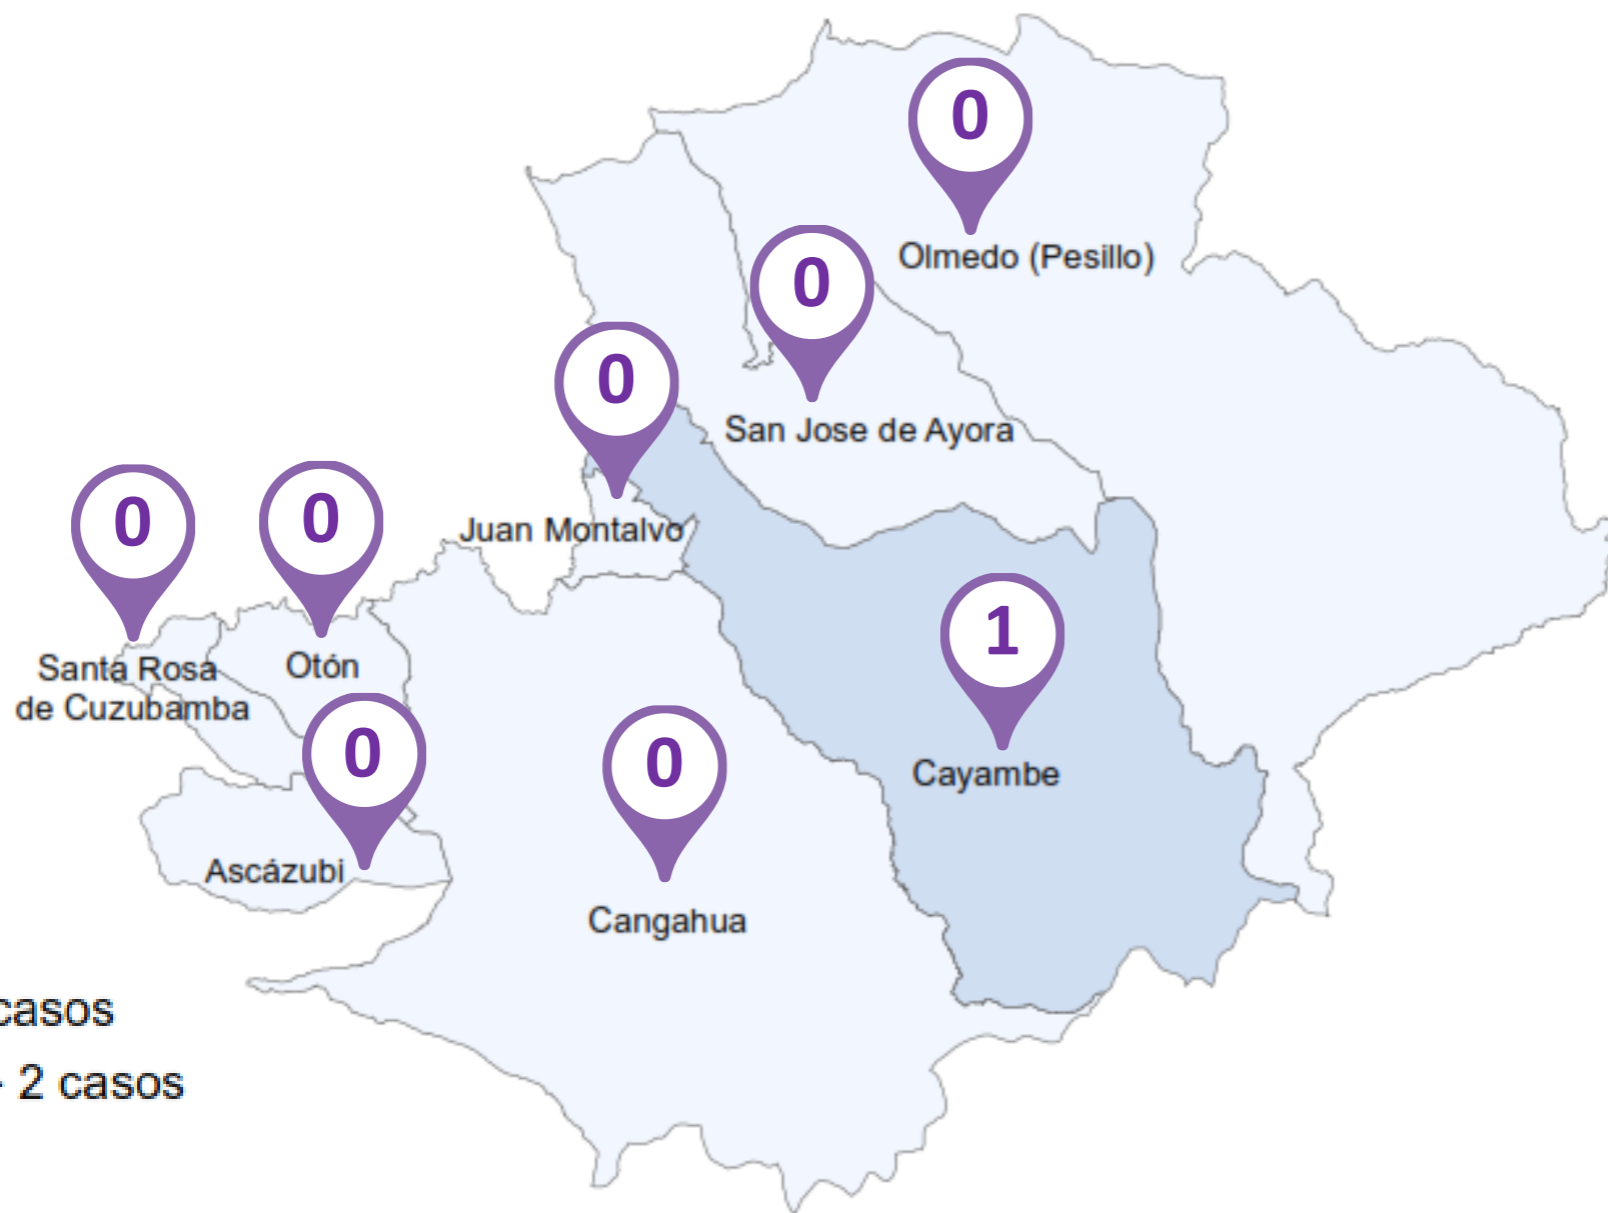 0
Olmedo (Pesillo)
0
San Jose de Ayora
0
Juan Montalvo
0
Santa Rosa
de Cuzubamba
0
Otón
1
Cayambe
0
Ascázubi
0
Cangahua
casos
- 2 casos